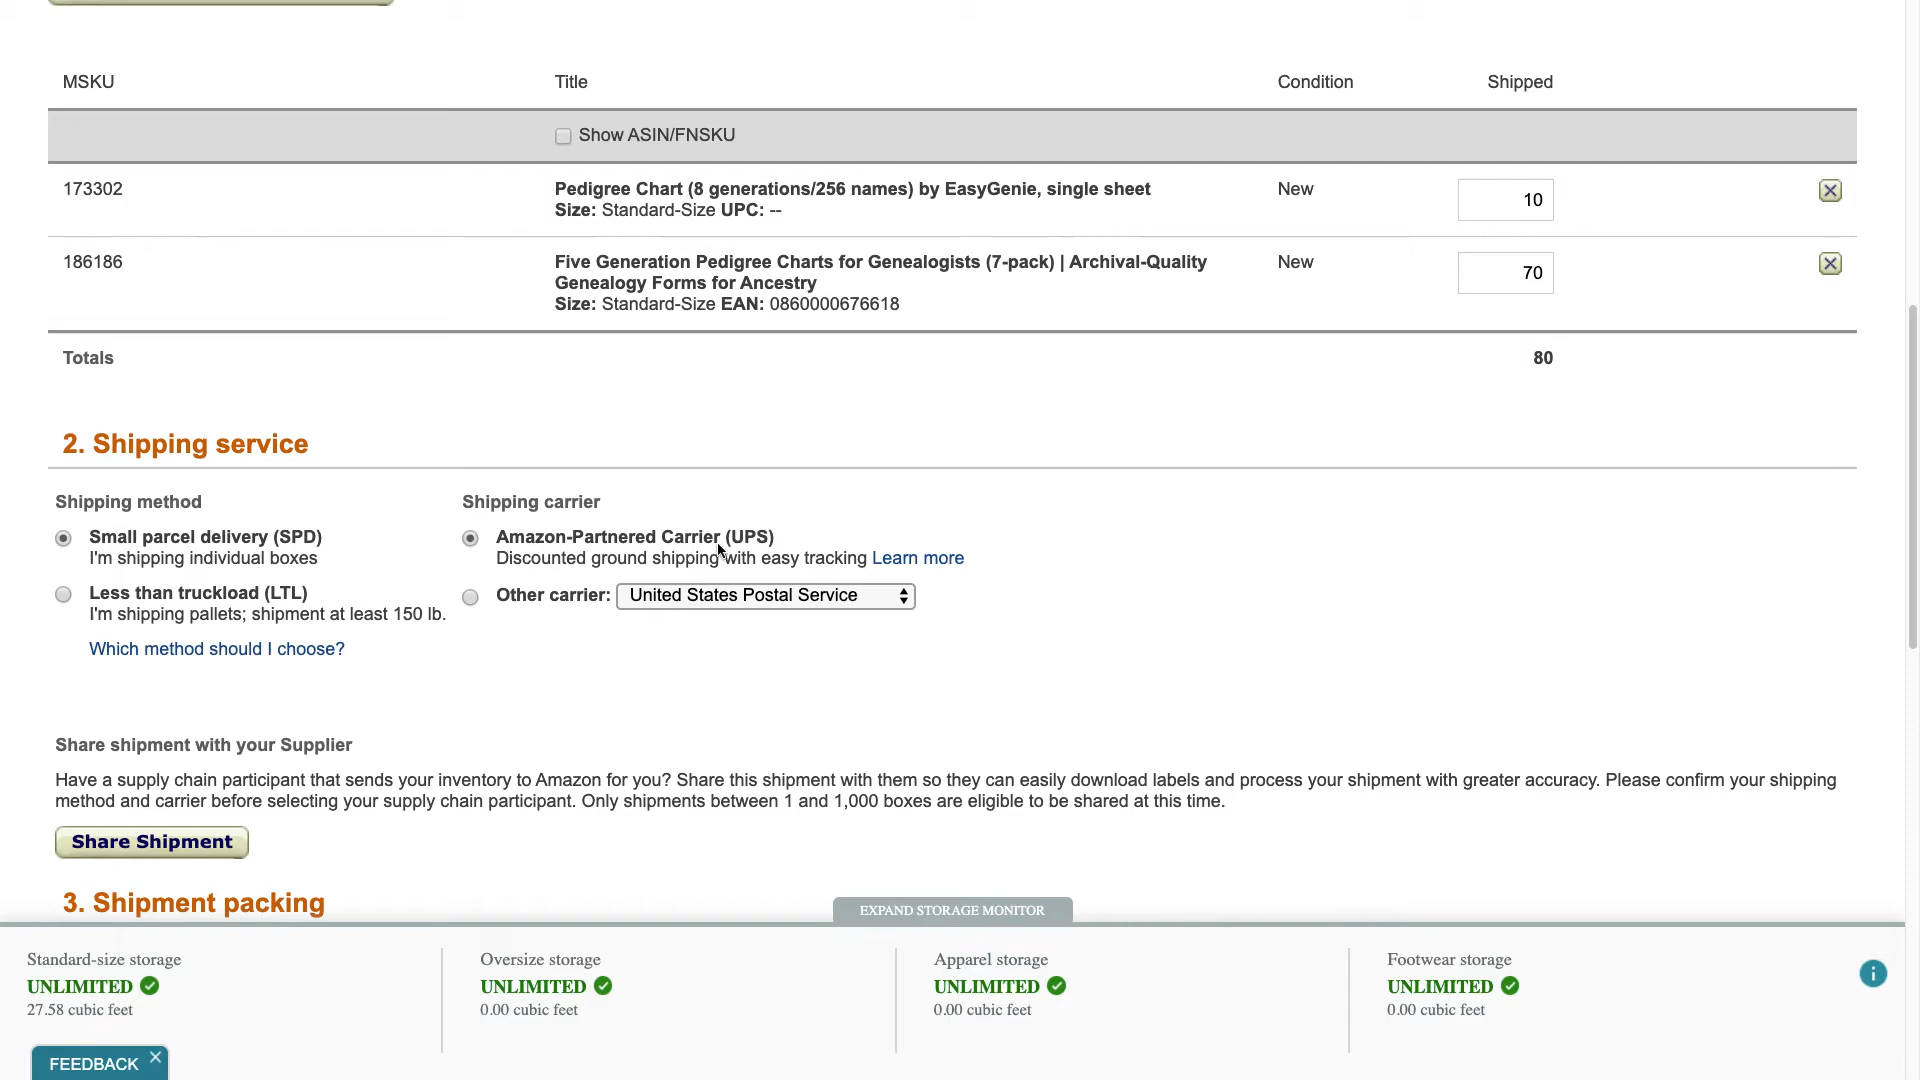 MSKU Title Condition Shipped
Show ASIN/FNSKU
173302 Pedigree Chart (8 generations/256 names) by EasyGenie, single sheet New 10
Size: Standard-Size UPC: --
186186 Five Generation Pedigree Charts for Genealogists (7-pack) | Archival-Quality New 70
Genealogy Forms for Ancestry
Size: Standard-Size EAN: 0860000676618
Totals 80
2. Shipping service
Shipping method Shipping carrier
Small parcel delivery (SPD) Amazon-Partnered Carrier (UPS)
I'm shipping individual boxes Discounted ground shipping with easy tracking Learn more
Less than truckload (LTL) Other carrier: United States Postal Service
I'm shipping pallets; shipment at least 150 lb.
Which method should I choose?
Share shipment with your Supplier
Have a supply chain participant that sends your inventory to Amazon for you? Share this shipment with them so they can easily download labels and process your shipment with greater accuracy. Please confirm your shipping
method and carrier before selecting your supply chain participant. Only shipments between 1 and 1,000 boxes are eligible to be shared at this time.
Share Shipment
3. Shipment packing
EXPAND STORAGE MONITOR
Standard-size storage Oversize storage Apparel storage Footwear storage
UNLIMITED UNLIMITED UNLIMITED UNLIMITED
27.58 cubic feet 0.00 cubic feet 0.00 cubic feet 0.00 cubic feet
FEEDBACK